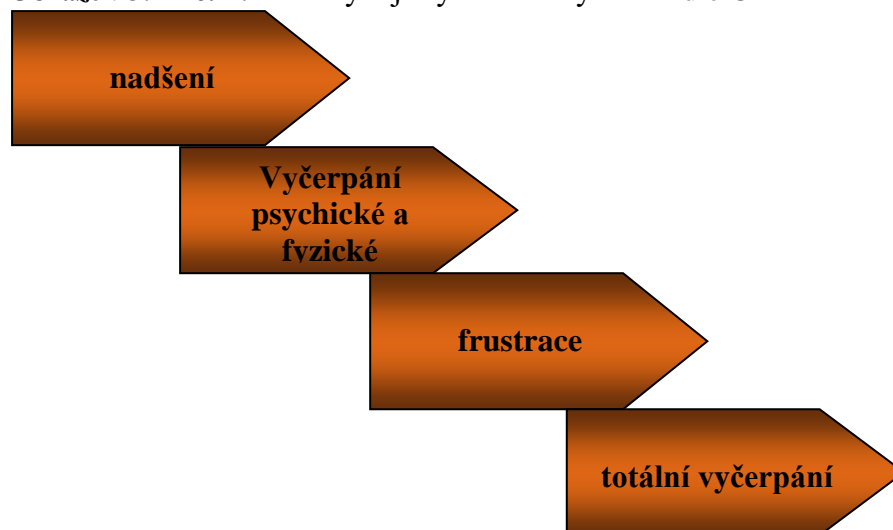 nadšení
Vyčerpání
psychické a
fyzické
frustrace
totální vyčerpání